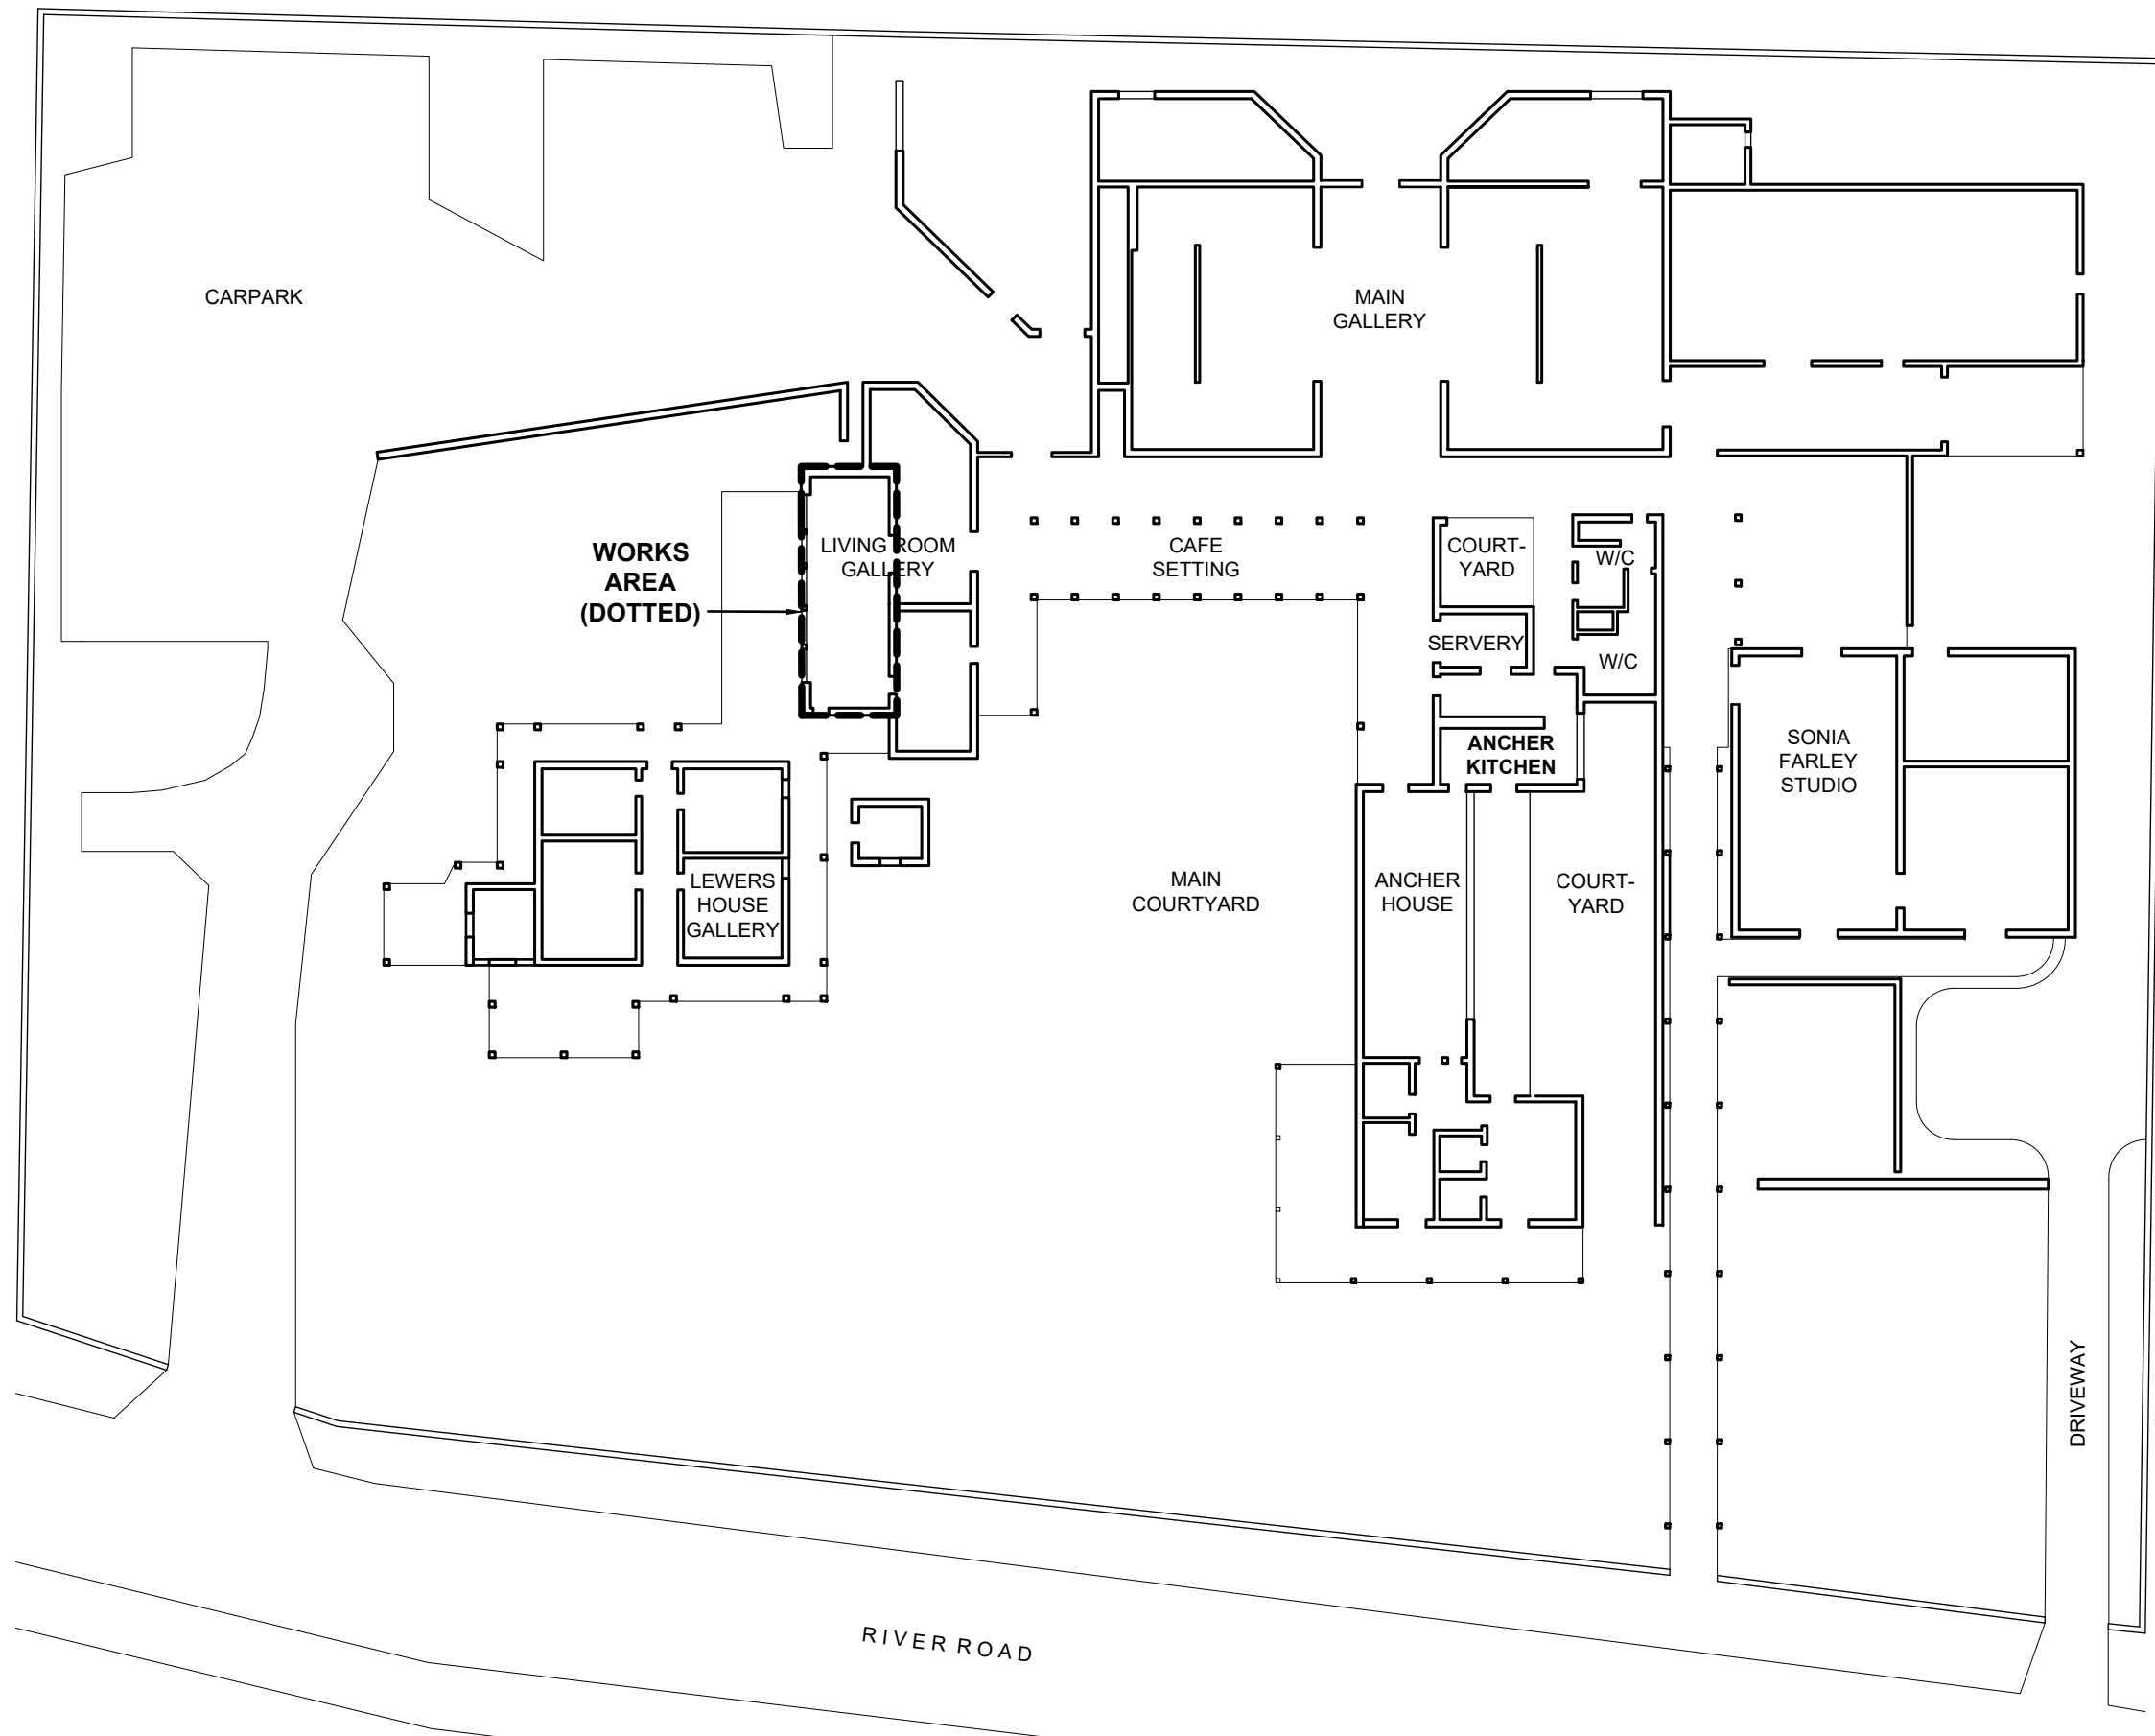 CARPARK
MAIN
GALLERY
WORKS
AREA
(DOTTED)
LIVING ROOM
GALLERY
CAFE
SETTING
COURT-
YARD
W/C
SERVERY
W/C
ANCHER
KITCHEN
SONIA
FARLEY
STUDIO
LEWERS
HOUSE
GALLERY
MAIN
COURTYARD
ANCHER
HOUSE
COURT-
YARD
DRIVEWAY
RIVER ROAD